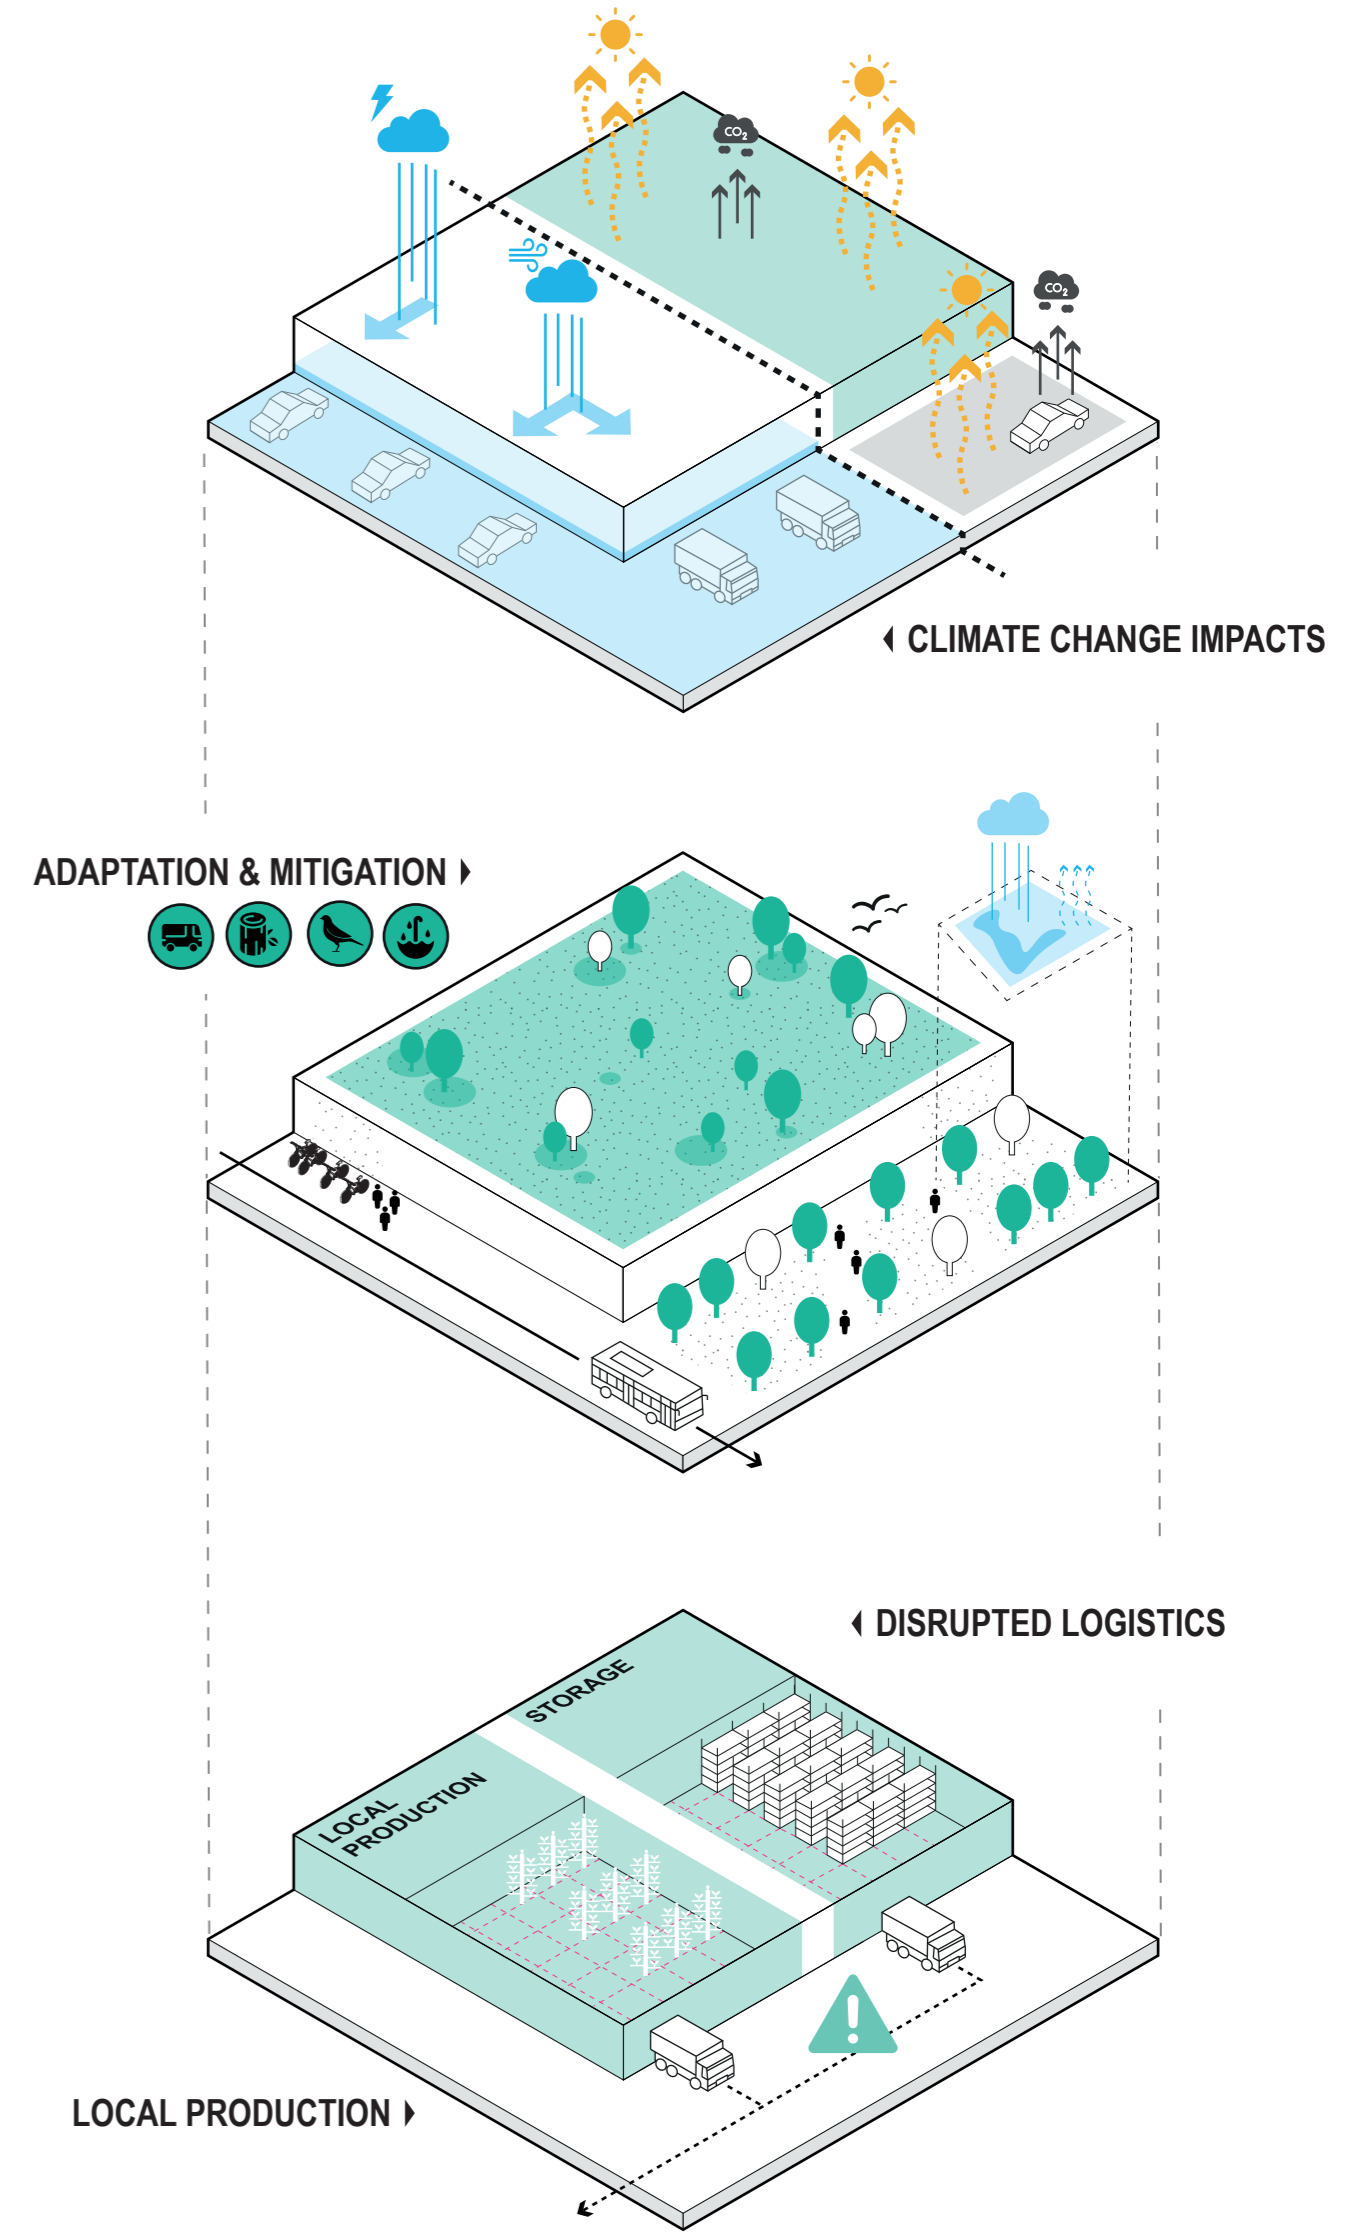 CO2
CO2
CLIMATE CHANGE IMPACTS
ADAPTATION & MITIGATION
DISRUPTED LOGISTICS
STORAGE
LOCAL
PRODUCTION
LOCAL PRODUCTION